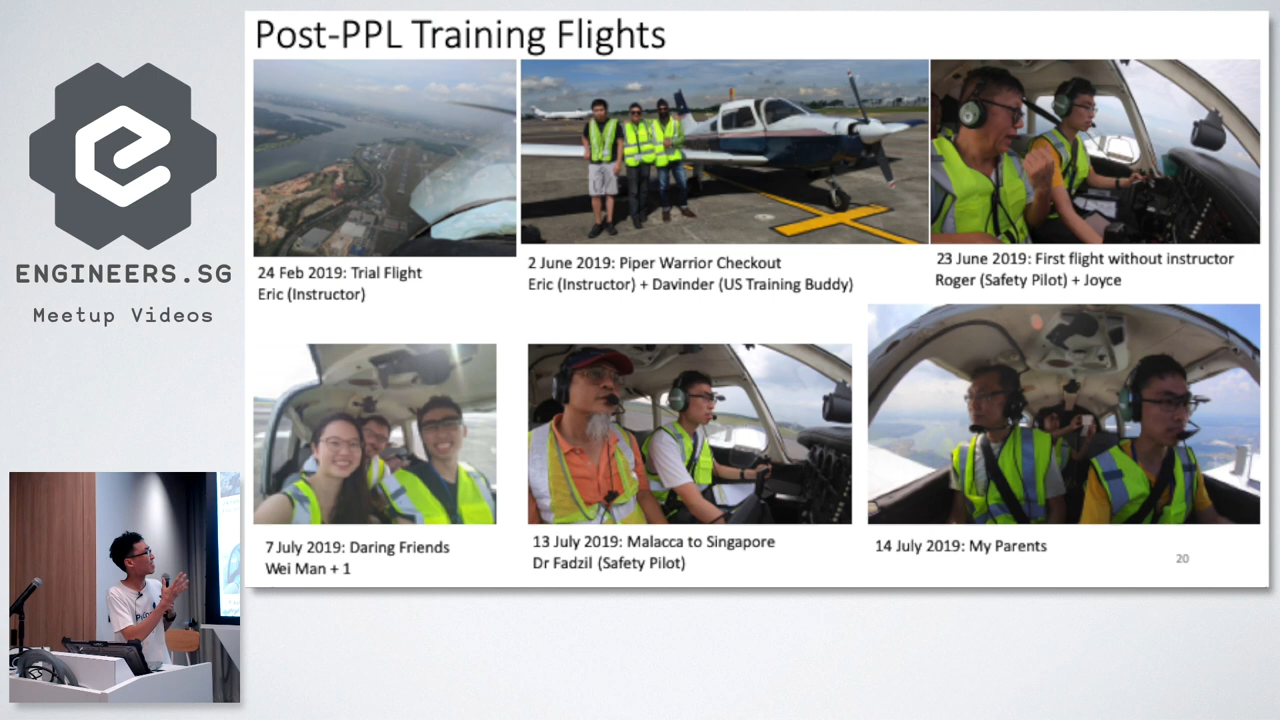 Post-PPL Training Flights
24 Feb 2019: Trial Flight
Eric (Instructor)
2 June 2019: Piper Warrior Checkout
Eric (Instructor) + Davinder (US Training Buddy)
23 June 2019: First flight without instructor
Roger (Safety Pilot) + Joyce
7 July 2019: Daring Friends
Wei Man + 1
13 July 2019: Malacca to Singapore
Dr Fadzil (Safety Pilot)
14 July 2019: My Parents
20
ENGINEERS.SG
Meetup Videos